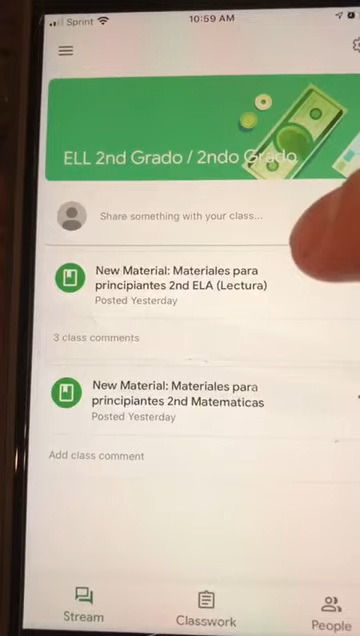 Sprint
10:59 AM
ELL 2nd Grado / 2ndo Grado
Share something with your class...
New Material: Materiales para
principiantes 2nd ELA (Lectura)
Posted Yesterday
3 class comments
New Material: Materiales para
principiantes 2nd Matematicas
Posted Yesterday
Add class comment
Stream
Classwork
People